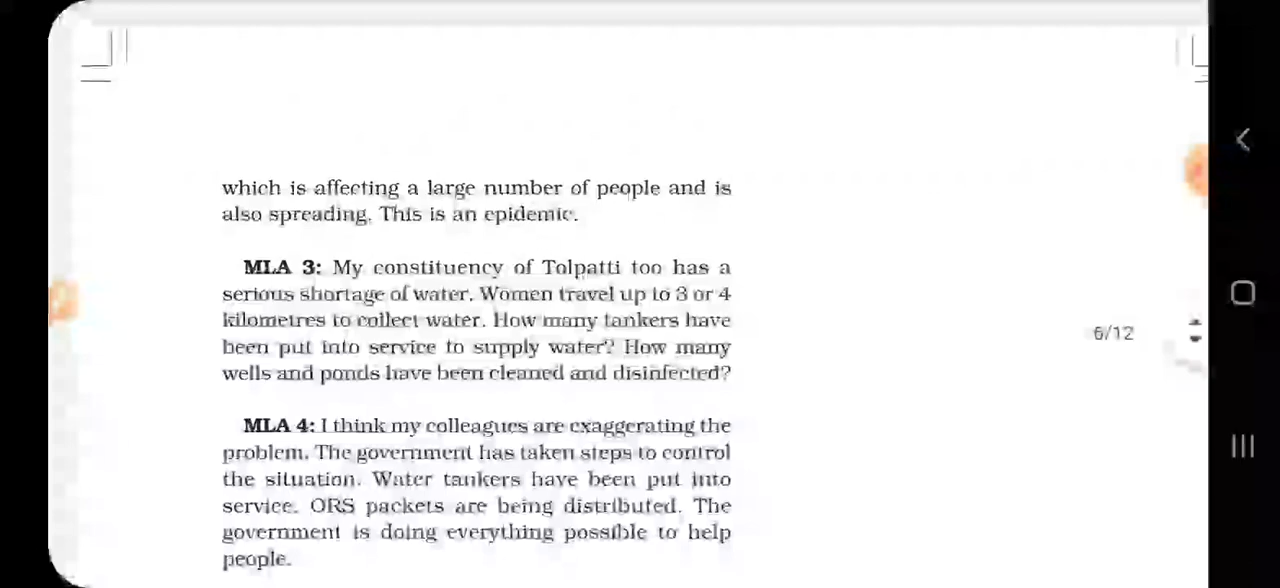 which is affecting a large number of people and is
also spreading. This is an epidemic.
MLA 3: My constituency of Tolpatti too has a
serious shortage of water. Women travel up to 3 or 4
kilometres to collect water. How many tankers have
been put into service to supply water? How many
wells and ponds have been cleaned and disinfected?
6/12
MLA 4: I think my colleagues are exaggerating the
problem. The government has taken steps to control
the situation. Water tankers have been put into
service. ORS packets are being distributed. The
government is doing everything possible to help
people.